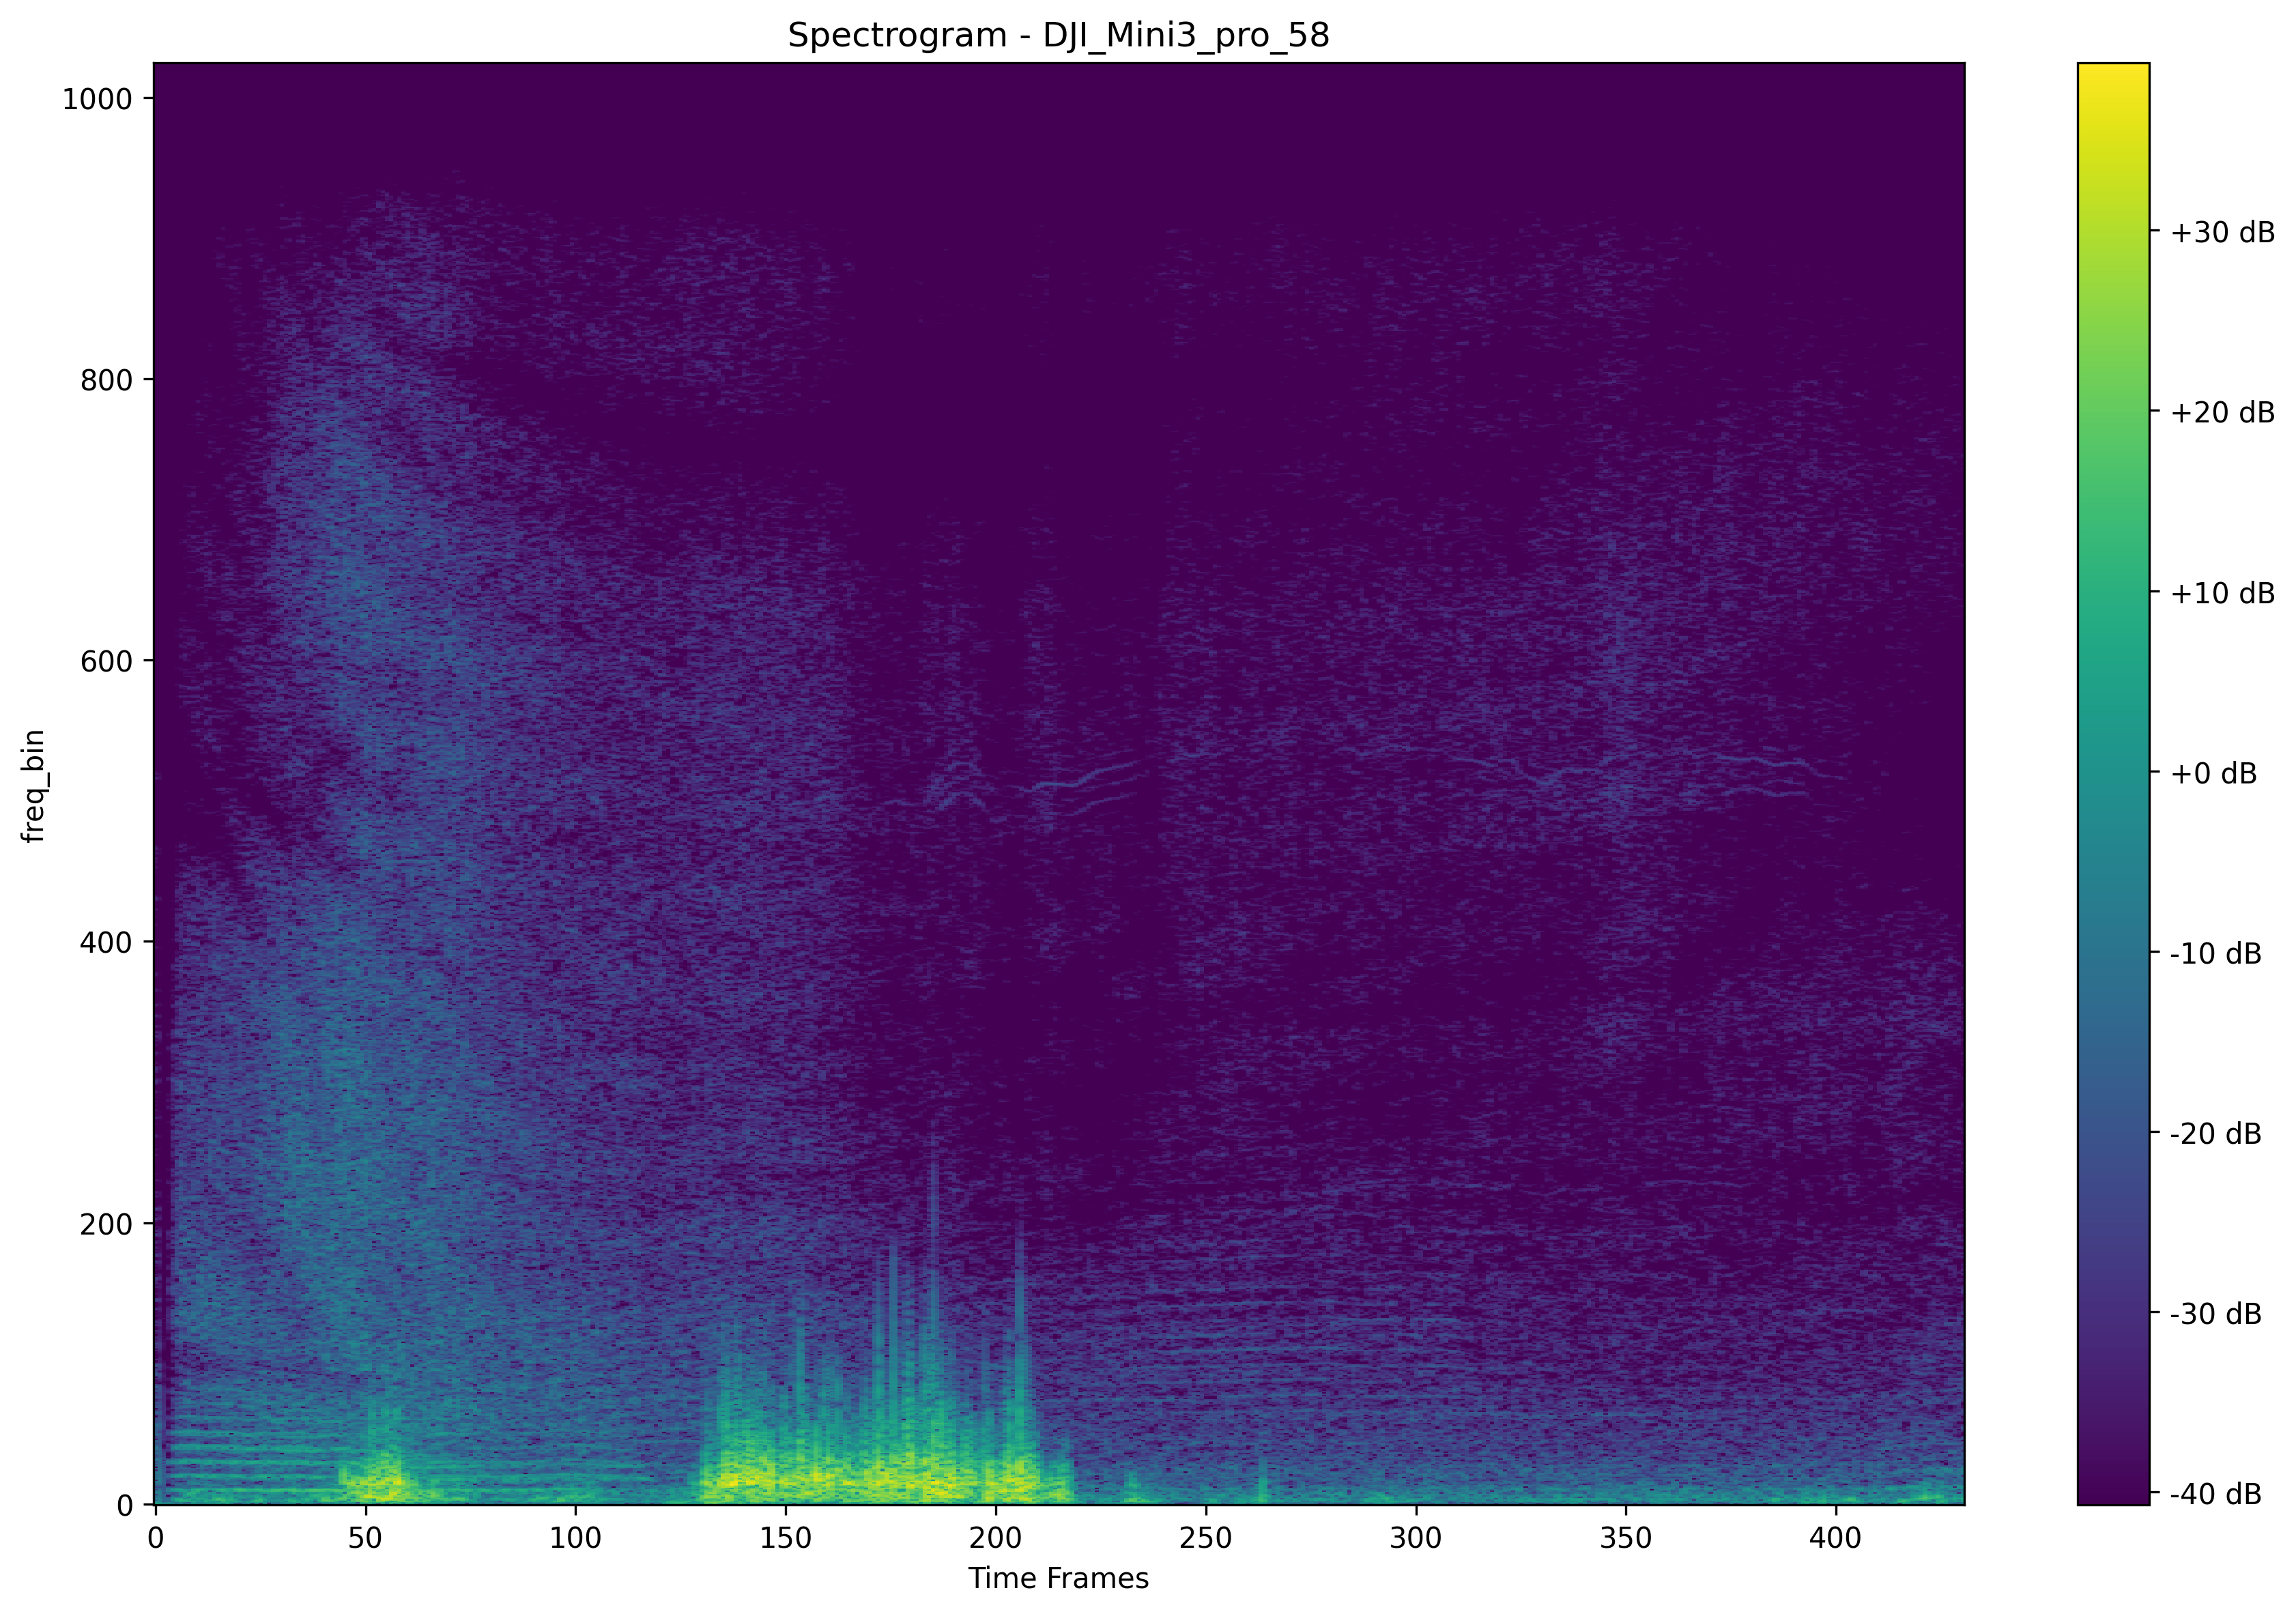 Spectrogram - DJI_Mini3_pro_58
1000
800
600
400
200
0
freq_bin
0 50 100 150 200 250 300 350 400
Time Frames
+30 dB
+20 dB
+10 dB
+0 dB
-10 dB
-20 dB
-30 dB
-40 dB